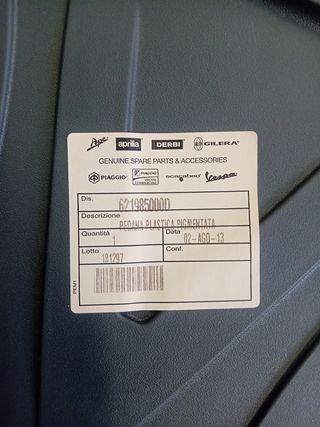 Ape aprilia DERBI GILERA
GENUINE SPARE PARTS & ACCESSORIES
PIAGGIO PIAGGIO VEICOLI COMMERCIALI scarabeo Vespa
Dis.
621985000D
Descrizione
PEDANA PLASTICA PIGMENTATA
Quantità Data
1 02-AGO-13
Lotto Conf.
181297
PEM1